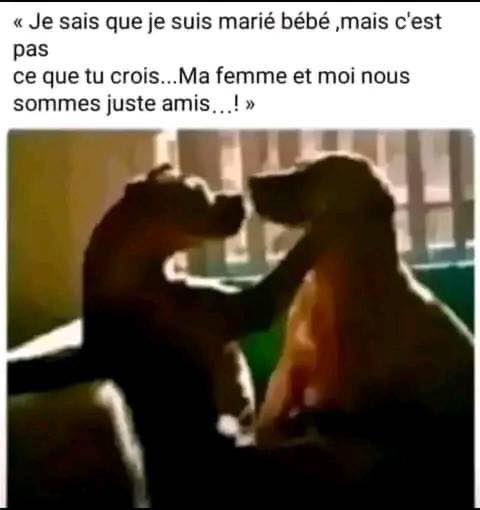 « Je sais que je suis marié bébé ,mais c'est
pas
ce que tu crois...Ma femme et moi nous
sommes juste amis...! »